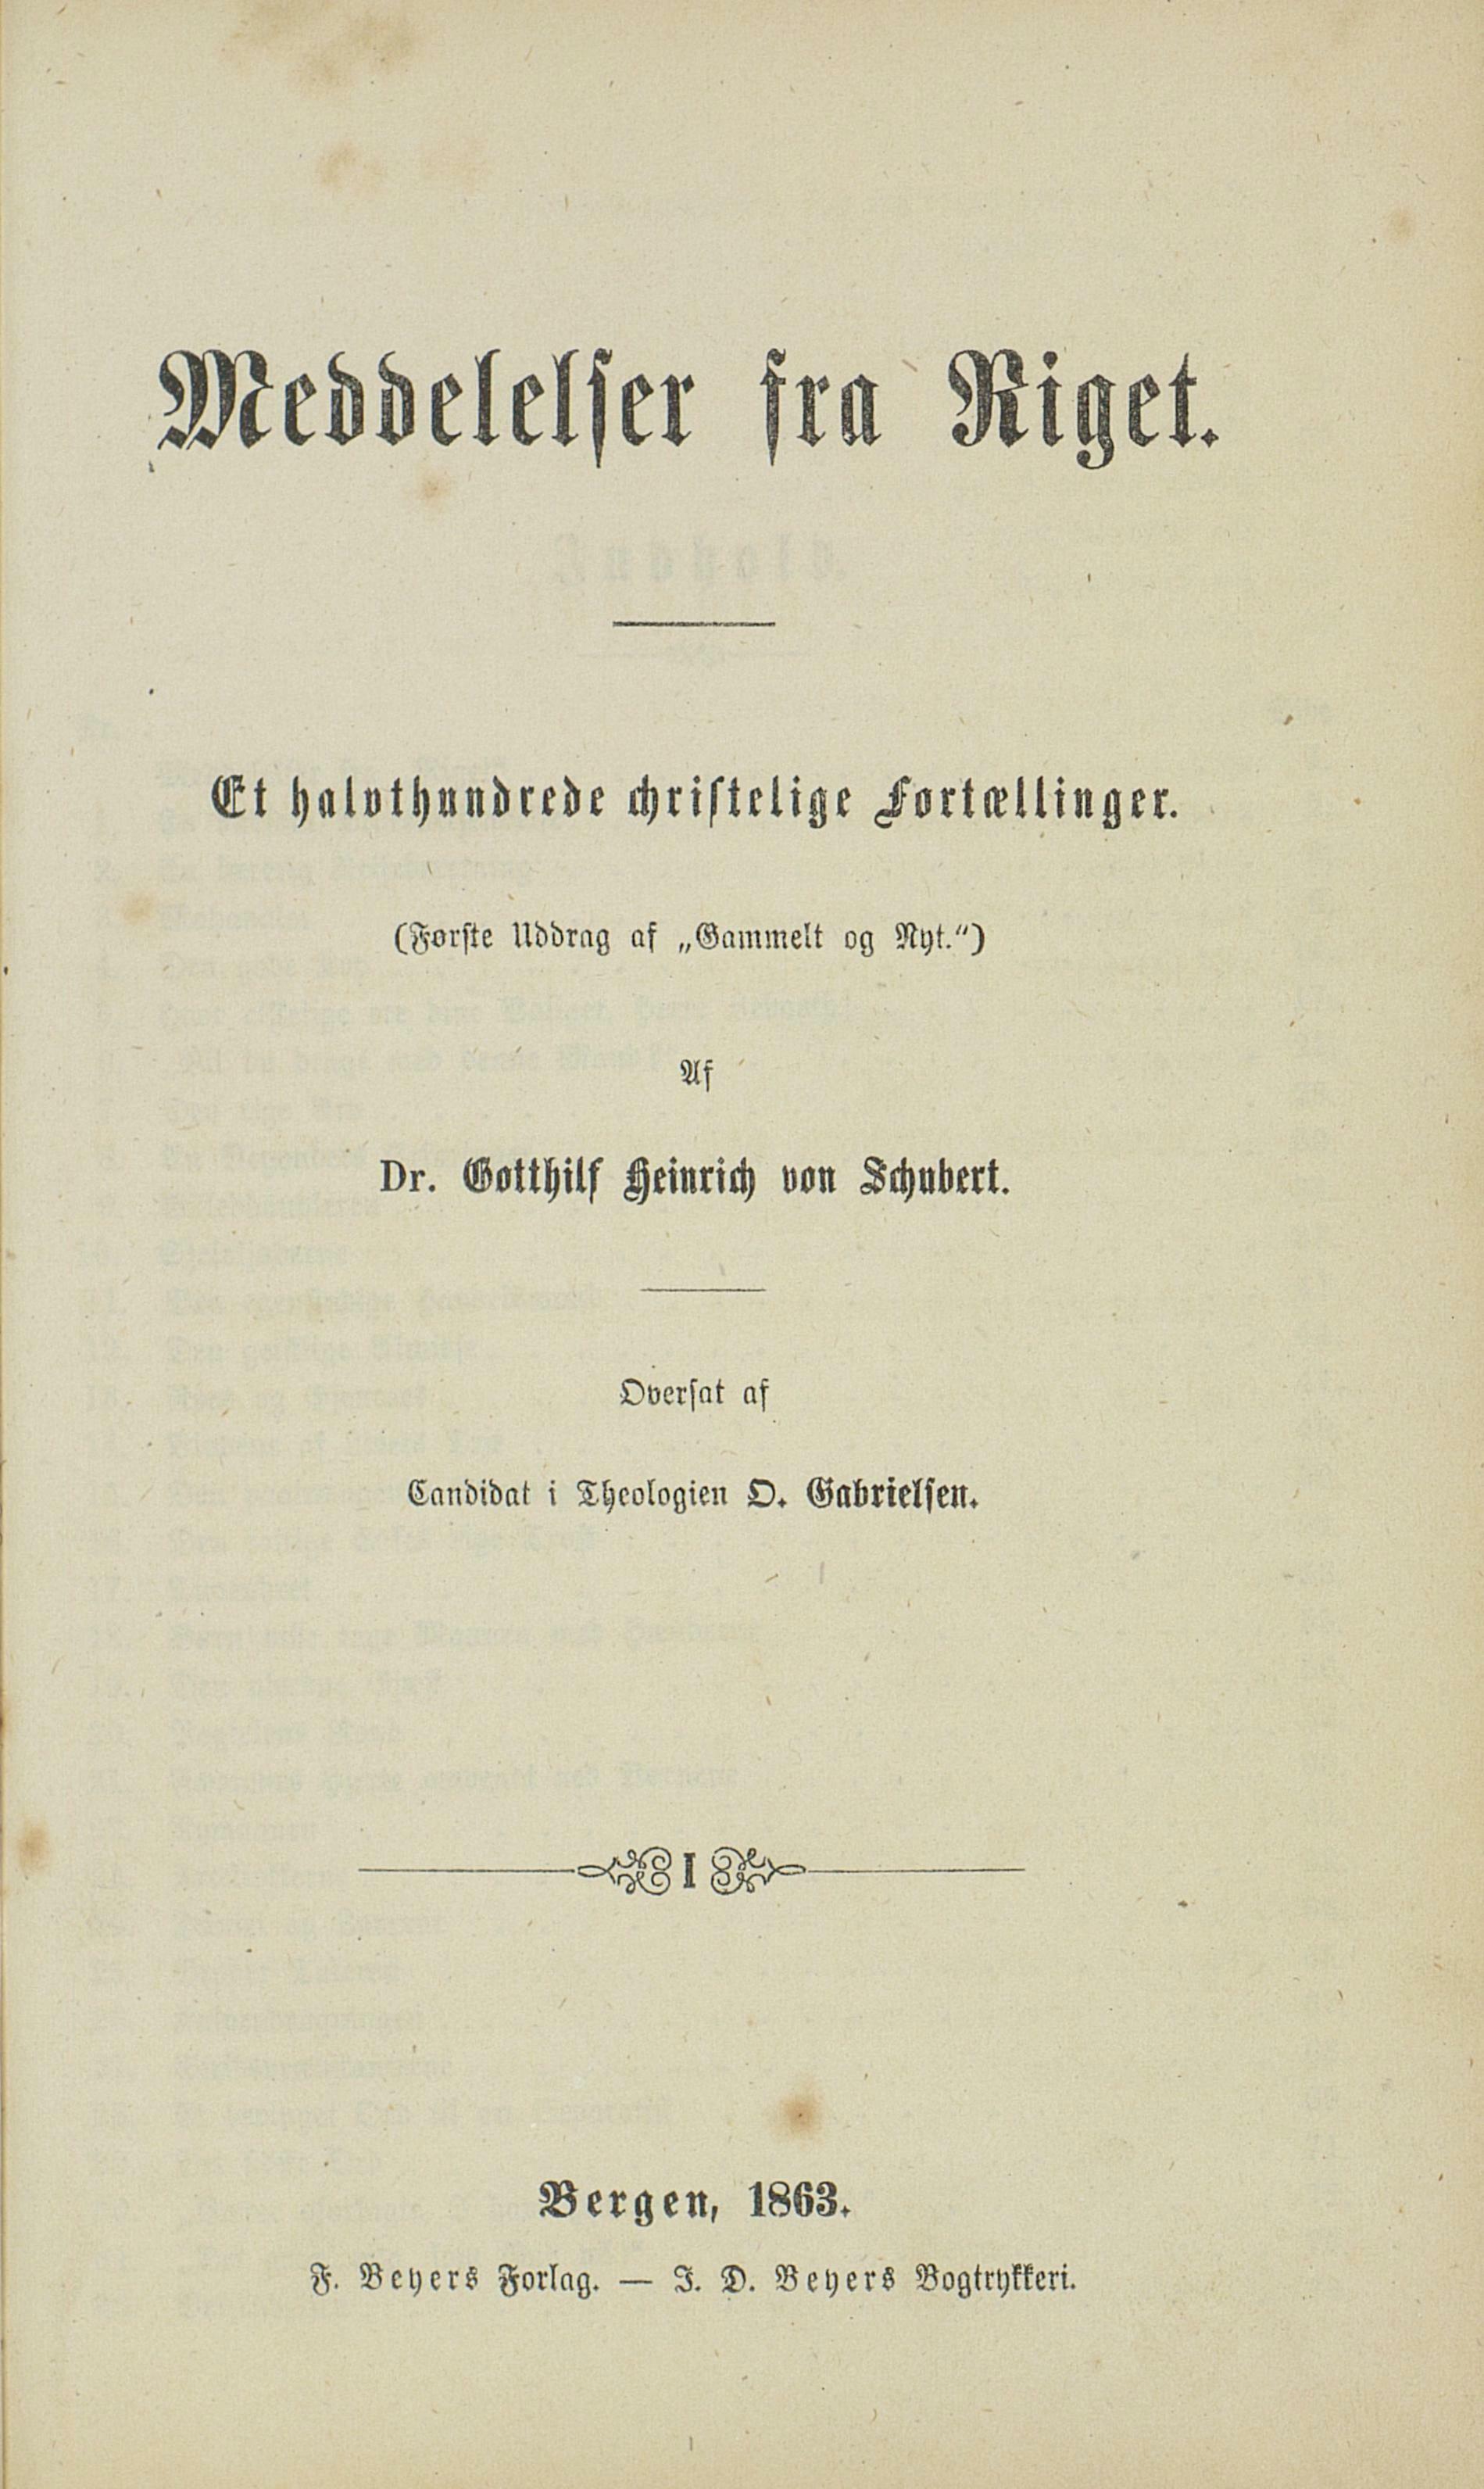 Meddelelser fra Riget.
Et halvthundrede christelige Fortællinger.
(Første Uddrag af „Gammelt og Nyt.“)
Af
Dr. Gotthilf Heinrich von Schubert.
Oversat af
Candidat i Theologien O. Gabrielsen.
I
Bergen, 1863.
F. Beyers Forlag. — J. D. Beyers Bogtrykkeri.